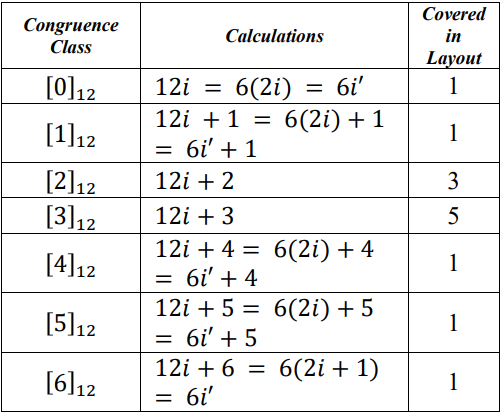 Congruence Class Calculations Covered in Layout
[0]₁₂ 12i = 6(2i) = 6i′ 1
[1]₁₂ 12i + 1 = 6(2i) + 1 = 6i′ + 1 1
[2]₁₂ 12i + 2 3
[3]₁₂ 12i + 3 5
[4]₁₂ 12i + 4 = 6(2i) + 4 = 6i′ + 4 1
[5]₁₂ 12i + 5 = 6(2i) + 5 = 6i′ + 5 1
[6]₁₂ 12i + 6 = 6(2i + 1) = 6i′ 1